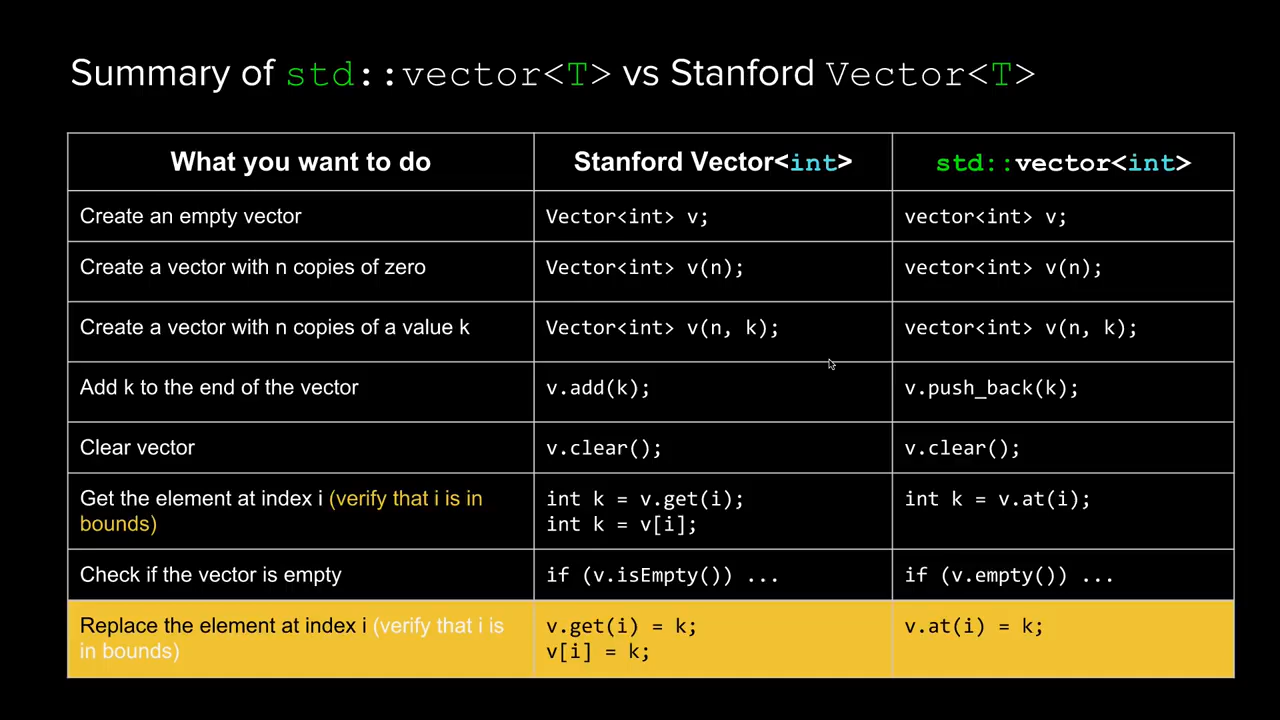 Summary of std::vector<T> vs Stanford Vector<T>
What you want to do
Stanford Vector<int>
std::vector<int>
Create an empty vector
Vector<int> v;
vector<int> v;
Create a vector with n copies of zero
Vector<int> v(n);
vector<int> v(n);
Create a vector with n copies of a value k
Vector<int> v(n, k);
vector<int> v(n, k);
Add k to the end of the vector
v.add(k);
v.push_back(k);
Clear vector
v.clear();
v.clear();
Get the element at index i (verify that i is in
bounds)
int k = v.get(i);
int k = v[i];
int k = v.at(i);
Check if the vector is empty
if (v.isEmpty()) ...
if (v.empty()) ...
Replace the element at index i (verify that i is
in bounds)
v.get(i) = k;
v[i] = k;
v.at(i) = k;